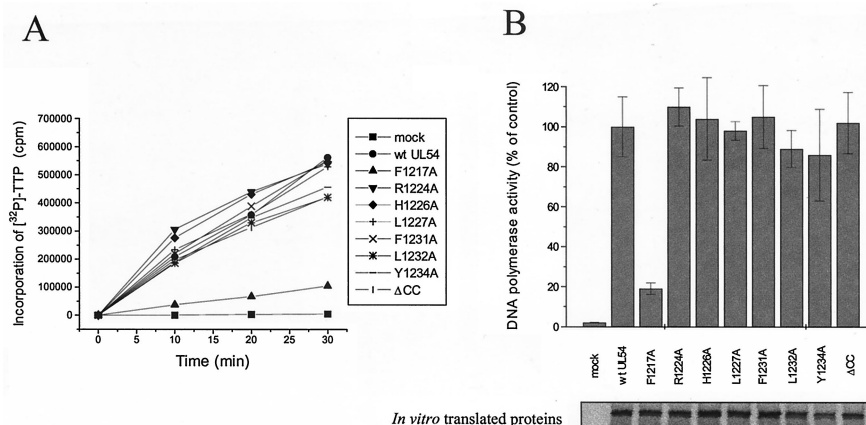 A
B
Incorporation of [³²P]-TTP (cpm)
700000
600000
500000
400000
300000
200000
100000
0
0 5 10 15 20 25 30
Time (min)
mock
wt UL54
F1217A
R1224A
H1226A
L1227A
F1231A
L1232A
Y1234A
ΔCC
DNA polymerase activity (% of control)
120
100
80
60
40
20
0
mock
wt UL54
F1217A
R1224A
H1226A
L1227A
F1231A
L1232A
Y1234A
ΔCC
In vitro translated proteins